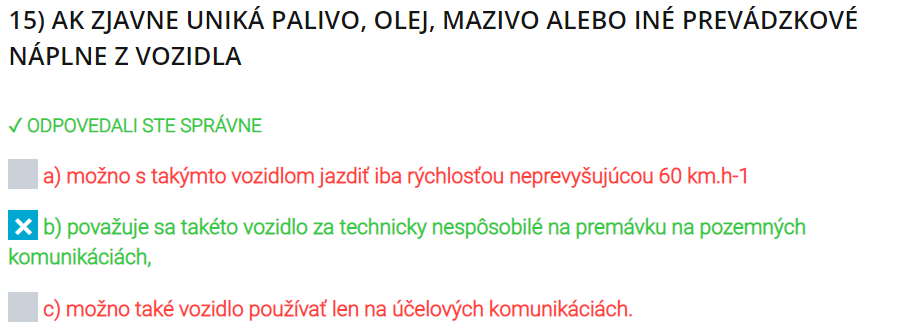 15) AK ZJAVNE UNIKÁ PALIVO, OLEJ, MAZIVO ALEBO INÉ PREVÁDZKOVÉ
NÁPLNE Z VOZIDLA
✓ ODPOVEDALI STE SPRÁVNE
a) možno s takýmto vozidlom jazdiť iba rýchlosťou neprevyšujúcou 60 km.h-1
b) považuje sa takéto vozidlo za technicky nespôsobilé na premávku na pozemných
komunikáciách,
c) možno také vozidlo používať len na účelových komunikáciách.